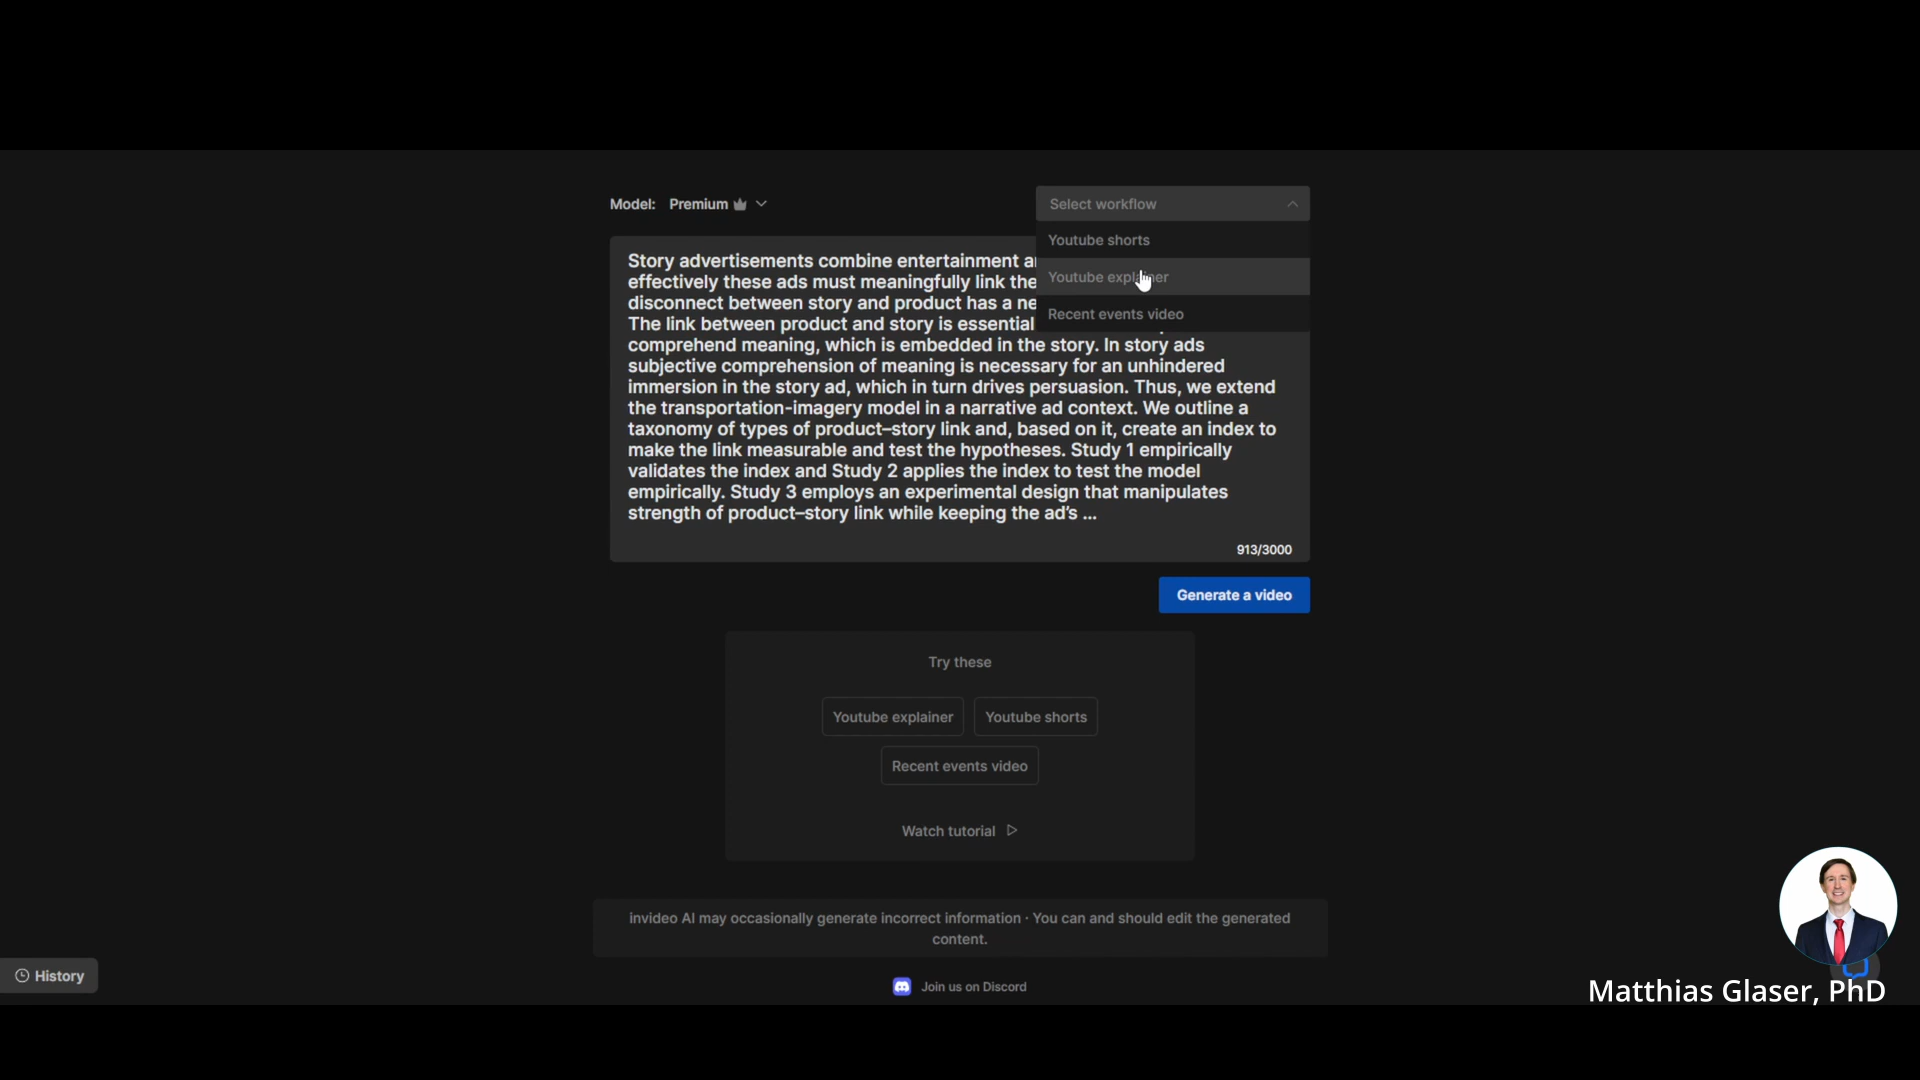 Model: Premium
Select workflow
Youtube shorts
Youtube explainer
Recent events video
Story advertisements combine entertainment
effectively these ads must meaningfully link the
disconnect between story and product has a
The link between product and story is essential
comprehend meaning, which is embedded in the story. In story ads
subjective comprehension of meaning is necessary for an unhindered
immersion in the story ad, which in turn drives persuasion. Thus, we extend
the transportation-imagery model in a narrative ad context. We outline a
taxonomy of types of product–story link and, based on it, create an index to
make the link measurable and test the hypotheses. Study 1 empirically
validates the index and Study 2 applies the index to test the model
empirically. Study 3 employs an experimental design that manipulates
strength of product–story link while keeping the ad's ...
913/3000
Generate a video
Try these
Youtube explainer
Youtube shorts
Recent events video
Watch tutorial
invideo AI may occasionally generate incorrect information · You can and should edit the generated
content.
History
Join us on Discord
Matthias Glaser, PhD